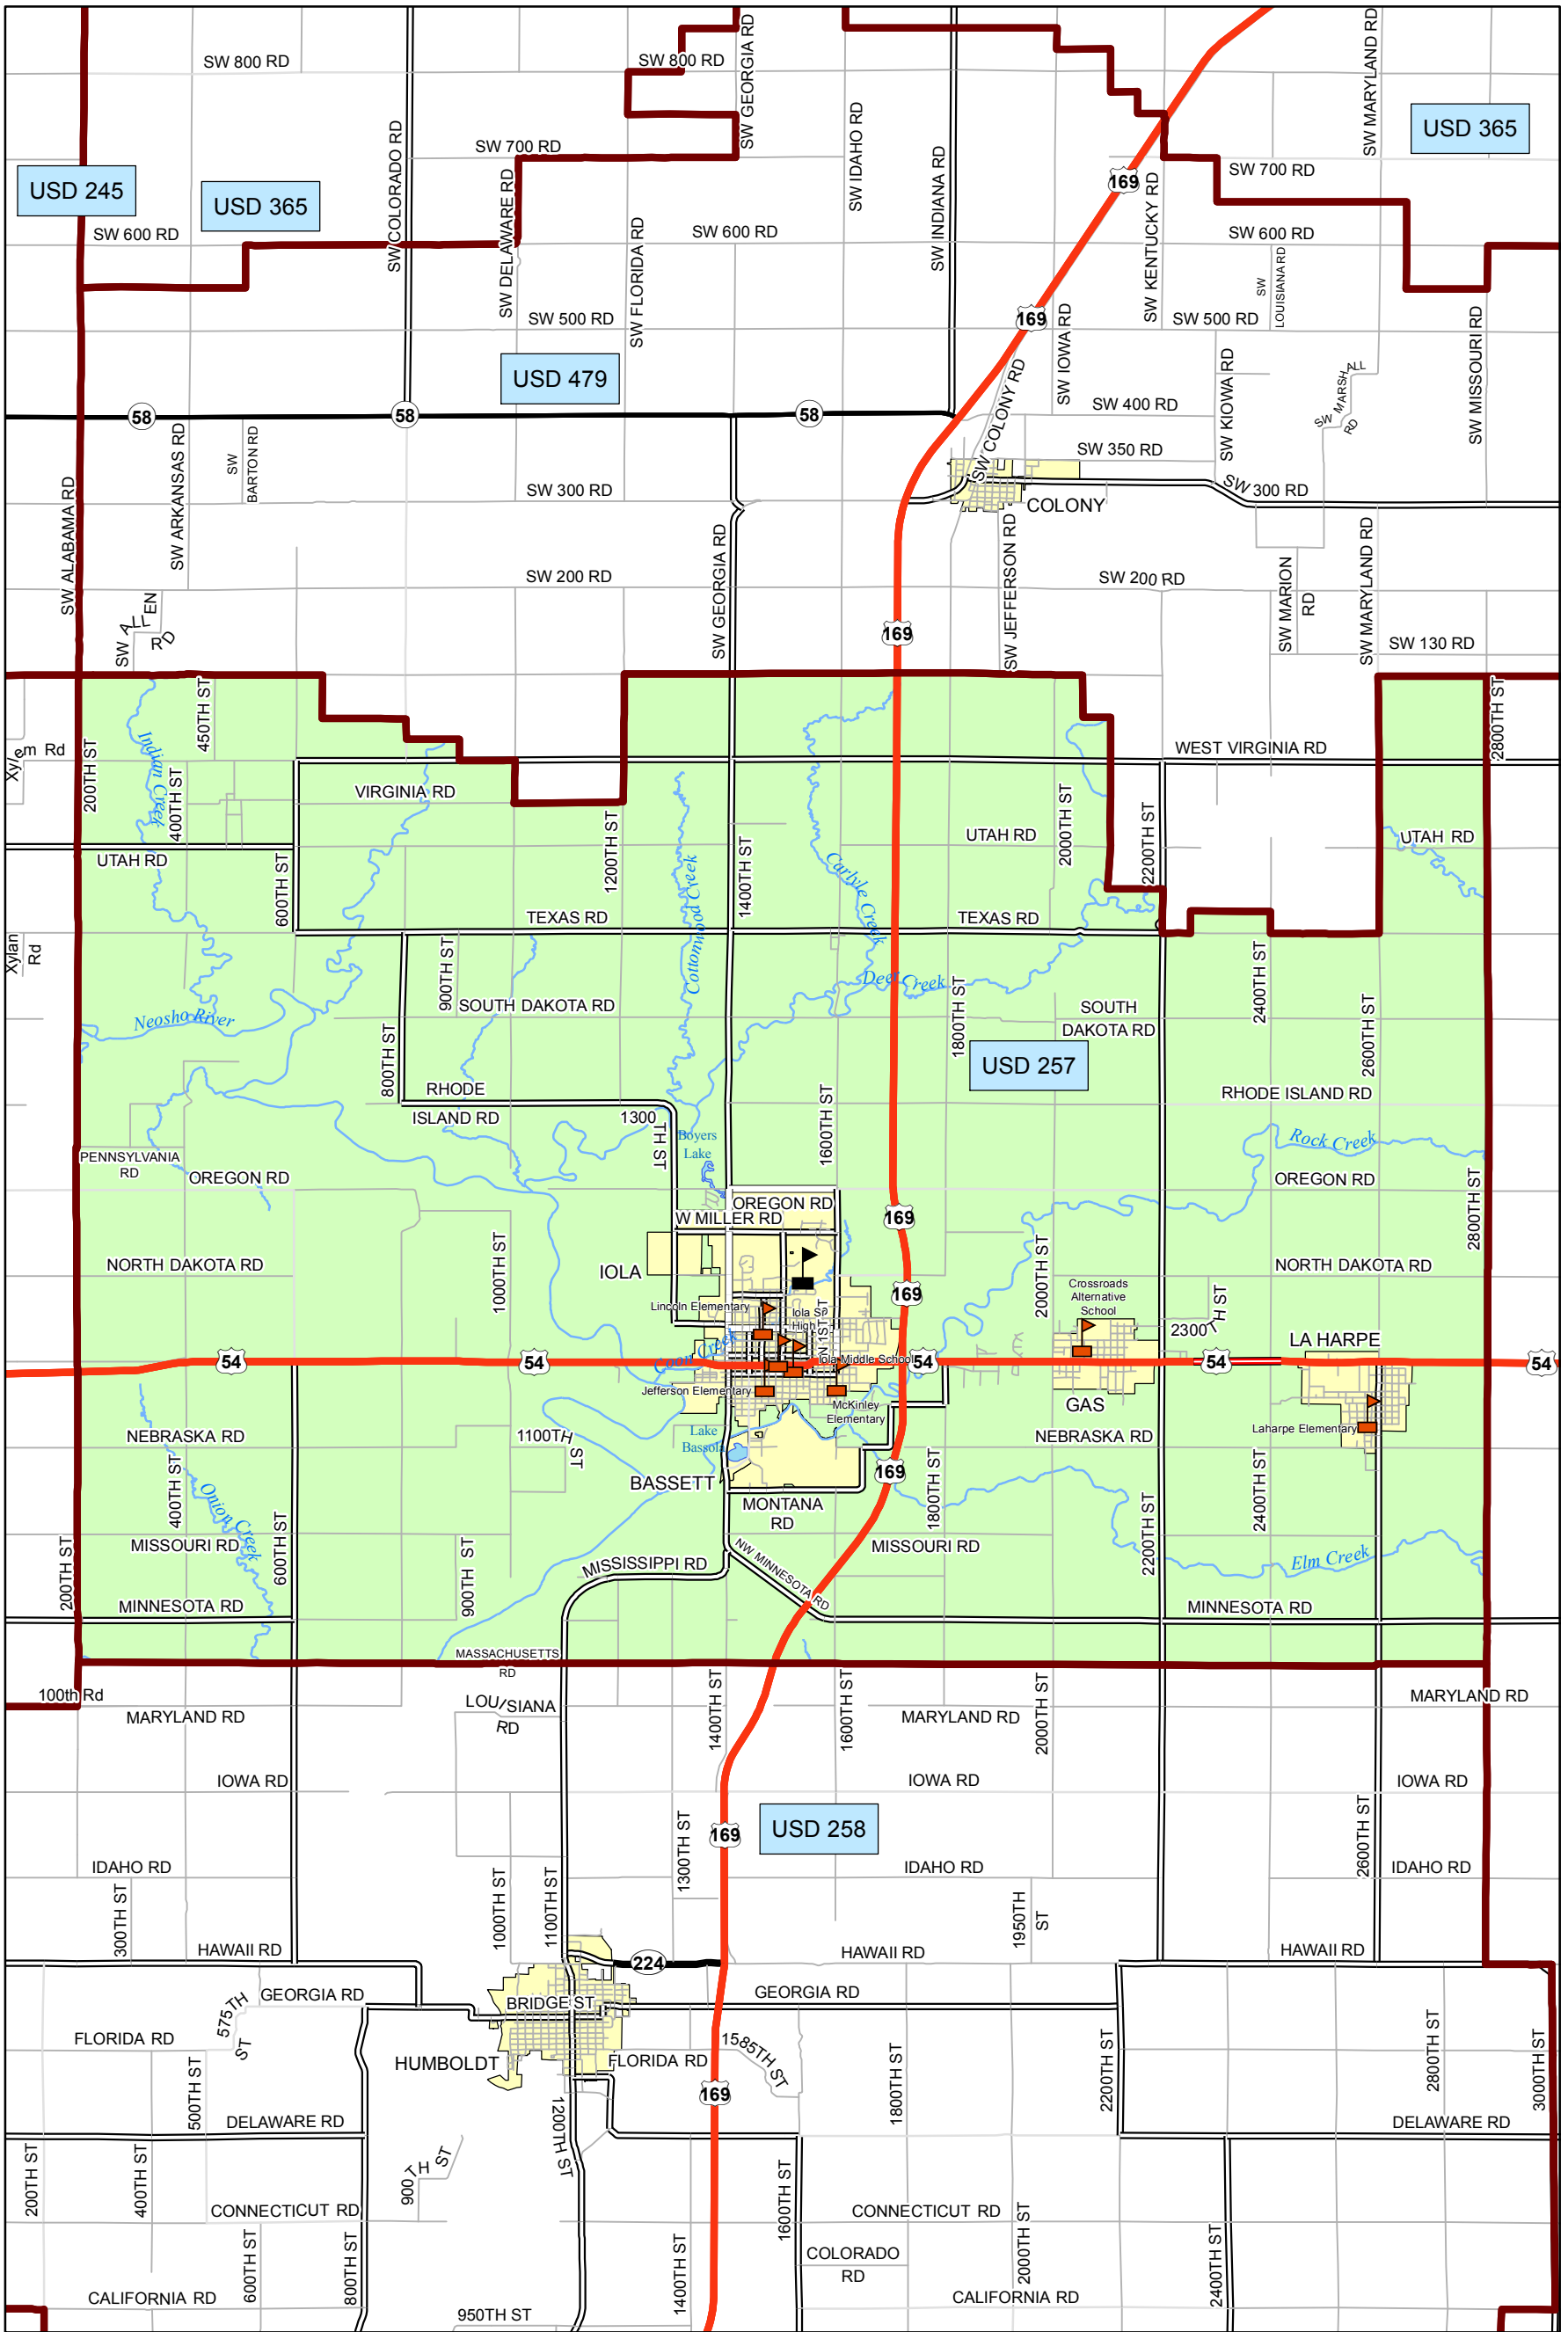 SW 800 RD
SW 800 RD
SW GEORGIA RD
SW MARYLAND RD
USD 365
SW COLORADO RD
SW IDAHO RD
SW INDIANA RD
SW 700 RD
SW 700 RD
169
USD 245
USD 365
SW DELAWARE RD
SW FLORIDA RD
SW KENTUCKY RD
SW 600 RD
SW 600 RD
SW 600 RD
SW
LOUISIANA RD
SW 500 RD
169
SW 500 RD
SW IOWA RD
SW MISSOURI RD
USD 479
SW COLONY RD
SW KIOWA RD
SW MARSHALL
RD
58
58
58
SW 400 RD
SW 350 RD
SW ARKANSAS RD
SW
BARTON RD
SW ALABAMA RD
SW 300 RD
SW 300 RD
COLONY
SW GEORGIA RD
SW JEFFERSON RD
SW MARYLAND RD
SW 200 RD
SW 200 RD
SW MARION
RD
SW ALLEN
RD
169
SW 130 RD
450TH ST
2800TH ST
Xylem Rd
200TH ST
Indian Creek
400TH ST
WEST VIRGINIA RD
VIRGINIA RD
1200TH ST
2000TH ST
2200TH ST
UTAH RD
UTAH RD
UTAH RD
600TH ST
Cottonwood Creek
1400TH ST
Carlyle Creek
TEXAS RD
TEXAS RD
Xylan
Rd
900TH ST
2400TH ST
Deer Creek
1800TH ST
Neosho River
SOUTH DAKOTA RD
SOUTH
DAKOTA RD
2600TH ST
800TH ST
USD 257
RHODE
ISLAND RD
RHODE ISLAND RD
1300
TH ST
1600TH ST
Boyers
Lake
Rock Creek
PENNSYLVANIA
RD
OREGON RD
OREGON RD
OREGON RD
W MILLER RD
169
2800TH ST
NORTH DAKOTA RD
1000TH ST
IOLA
2000TH ST
NORTH DAKOTA RD
169
Crossroads
Alternative
School
Lincoln Elementary
Iola Sr
High
N 1ST ST
2300TH ST
LA HARPE
54
54
Coon Creek
Iola Middle School
54
54
54
Jefferson Elementary
McKinley
Elementary
GAS
Laharpe Elementary
NEBRASKA RD
1100TH
ST
Lake
Bassola
NEBRASKA RD
BASSETT
169
400TH ST
Onion Creek
600TH ST
MONTANA
RD
1800TH ST
2200TH ST
2400TH ST
MISSOURI RD
MISSOURI RD
200TH ST
900TH ST
MISSISSIPPI RD
NW MINNESOTA RD
Elm Creek
MINNESOTA RD
MINNESOTA RD
MASSACHUSETTS
RD
100th Rd
MARYLAND RD
LOUISIANA
RD
1400TH ST
1600TH ST
MARYLAND RD
2000TH ST
MARYLAND RD
IOWA RD
IOWA RD
IOWA RD
169
USD 258
1300TH ST
2600TH ST
IDAHO RD
IDAHO RD
IDAHO RD
300TH ST
1000TH ST
1100TH ST
1950TH
ST
HAWAII RD
224
HAWAII RD
HAWAII RD
GEORGIA RD
BRIDGE ST
GEORGIA RD
575TH
ST
FLORIDA RD
HUMBOLDT
FLORIDA RD
1585TH ST
500TH ST
169
1800TH ST
2200TH ST
2800TH ST
3000TH ST
DELAWARE RD
1200TH ST
DELAWARE RD
200TH ST
400TH ST
900TH ST
1600TH ST
CONNECTICUT RD
CONNECTICUT RD
600TH ST
800TH ST
1400TH ST
COLORADO
RD
2000TH ST
2400TH ST
CALIFORNIA RD
CALIFORNIA RD
950TH ST